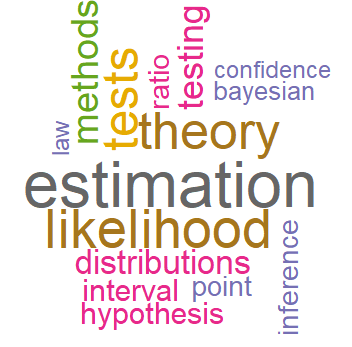 methods
tests
ratio
testing
confidence
bayesian
law
theory
estimation
likelihood
distributions
interval
point
inference
hypothesis